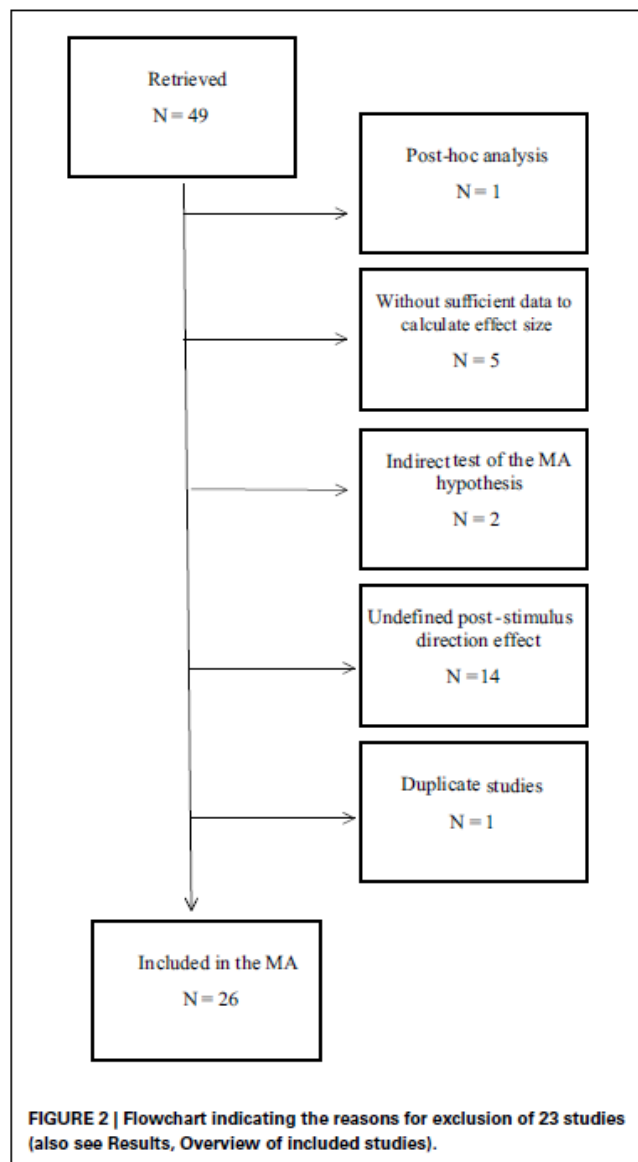 Retrieved
N = 49
Post-hoc analysis
N = 1
Without sufficient data to
calculate effect size
N = 5
Indirect test of the MA
hypothesis
N = 2
Undefined post-stimulus
direction effect
N =14
Duplicate studies
N = 1
Included in the MA
N = 26
FIGURE 2 | Flowchart indicating the reasons for exclusion of 23 studies
(also see Results, Overview of included studies).